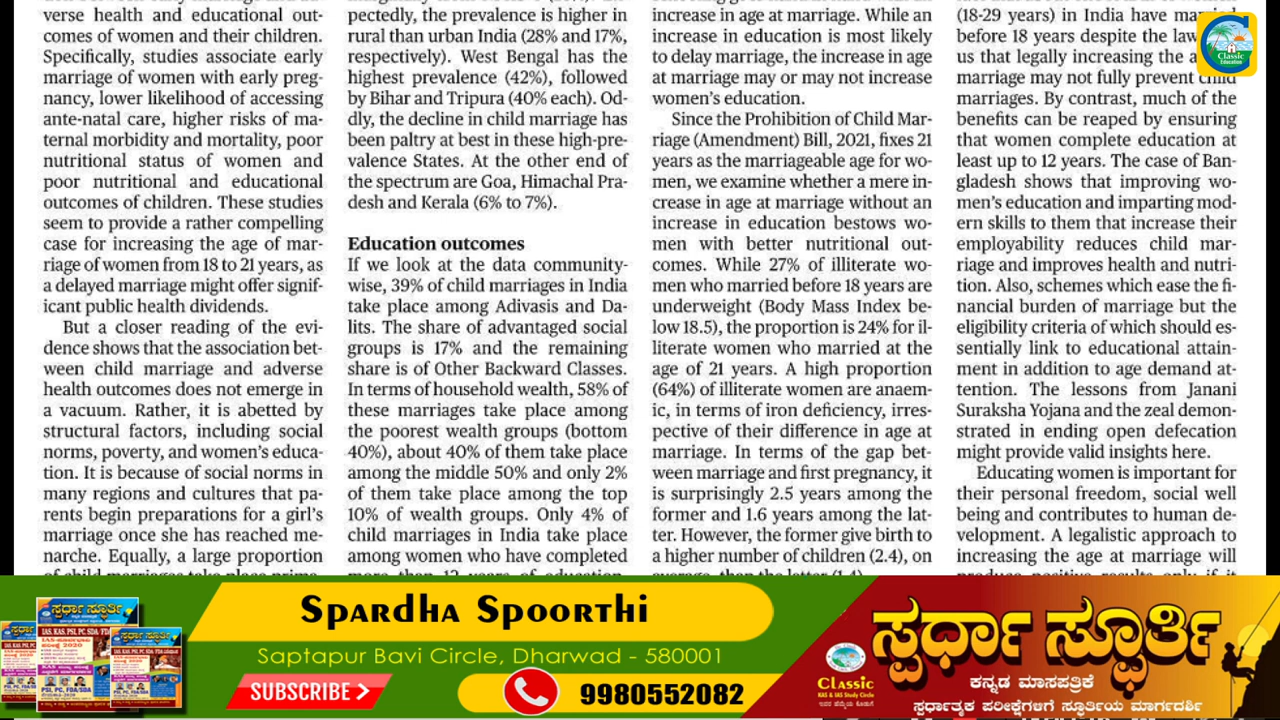 verse health and educational out-
comes of women and their children.
Specifically, studies associate early
marriage of women with early preg-
nancy, lower likelihood of accessing
ante-natal care, higher risks of ma-
ternal morbidity and mortality, poor
nutritional status of women and
poor nutritional and educational
outcomes of children. These studies
seem to provide a rather compelling
case for increasing the age of mar-
riage of women from 18 to 21 years, as
a delayed marriage might offer signif-
icant public health dividends.
But a closer reading of the evi-
dence shows that the association bet-
ween child marriage and adverse
health outcomes does not emerge in
a vacuum. Rather, it is abetted by
structural factors, including social
norms, poverty, and women's educa-
tion. It is because of social norms in
many regions and cultures that pa-
rents begin preparations for a girl's
marriage once she has reached me-
narche. Equally, a large proportion
pectedly, the prevalence is higher in
rural than urban India (28% and 17%,
respectively). West Bengal has the
highest prevalence (42%), followed
by Bihar and Tripura (40% each). Od-
dly, the decline in child marriage has
been paltry at best in these high-pre-
valence States. At the other end of
the spectrum are Goa, Himachal Pra-
desh and Kerala (6% to 7%).
Education outcomes
If we look at the data community-
wise, 39% of child marriages in India
take place among Adivasis and Da-
lits. The share of advantaged social
groups is 17% and the remaining
share is of Other Backward Classes.
In terms of household wealth, 58% of
these marriages take place among
the poorest wealth groups (bottom
40%), about 40% of them take place
among the middle 50% and only 2%
of them take place among the top
10% of wealth groups. Only 4% of
child marriages in India take place
among women who have completed
more than 12 years of education.
increase in age at marriage. While an
increase in education is most likely
to delay marriage, the increase in age
at marriage may or may not increase
women's education.
Since the Prohibition of Child Mar-
riage (Amendment) Bill, 2021, fixes 21
years as the marriageable age for wo-
men, we examine whether a mere in-
crease in age at marriage without an
increase in education bestows wo-
men with better nutritional out-
comes. While 27% of illiterate wo-
men who married before 18 years are
underweight (Body Mass Index be-
low 18.5), the proportion is 24% for il-
literate women who married at the
age of 21 years. A high proportion
(64%) of illiterate women are anaem-
ic, in terms of iron deficiency, irres-
pective of their difference in age at
marriage. In terms of the gap bet-
ween marriage and first pregnancy, it
is surprisingly 2.5 years among the
former and 1.6 years among the lat-
ter. However, the former give birth to
a higher number of children (2.4), on
average, than the latter (1.4).
(18-29 years) in India have married
before 18 years despite the law
us that legally increasing the a
marriage may not fully prevent child
marriages. By contrast, much of the
benefits can be reaped by ensuring
that women complete education at
least up to 12 years. The case of Ban-
gladesh shows that improving wo-
men's education and imparting mod-
ern skills to them that increase their
employability reduces child mar-
riage and improves health and nutri-
tion. Also, schemes which ease the fi-
nancial burden of marriage but the
eligibility criteria of which should es-
sentially link to educational attain-
ment in addition to age demand at-
tention. The lessons from Janani
Suraksha Yojana and the zeal demon-
strated in ending open defecation
might provide valid insights here.
Educating women is important for
their personal freedom, social well
being and contributes to human de-
velopment. A legalistic approach to
increasing the age at marriage will
produce positive results only if it
Classic
Education
Spardha Spoorthi
Saptapur Bavi Circle, Dharwad - 580001
SUBSCRIBE
9980552082
ಸ್ಪರ್ಧಾ ಸ್ಫೂರ್ತಿ
ಕನ್ನಡ ಮಾಸಪತ್ರಿಕೆ
ಸ್ಪರ್ಧಾತ್ಮಕ ಪರೀಕ್ಷೆಗಳಿಗೆ ಸ್ಫೂರ್ತಿಯ ಮಾರ್ಗದರ್ಶಿ
Classic
KAS & IAS Study Circle
ಸ್ಪರ್ಧಾ ಸ್ಫೂರ್ತಿ